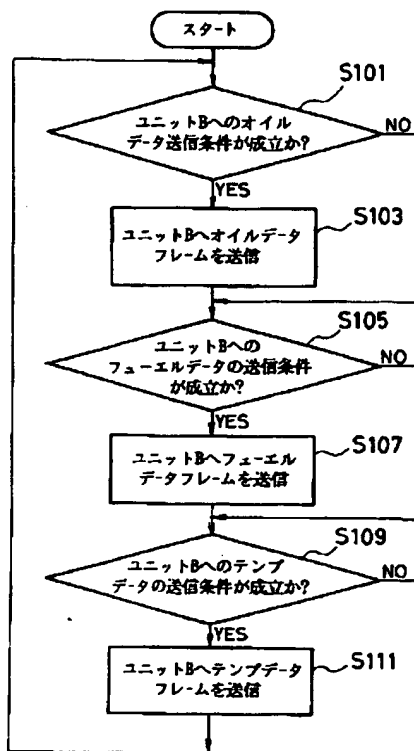 スタート
S101
ユニットBへのオイル
データ送信条件が成立か?
NO
YES
S103
ユニットBへオイルデータ
フレームを送信
S105
ユニットBへの
フューエルデータの送信条件
が成立か?
NO
YES
S107
ユニットBへフューエル
データフレームを送信
S109
ユニットBへのテンプ
データの送信条件が成立か?
NO
YES
S111
ユニットBへテンプデータ
フレームを送信